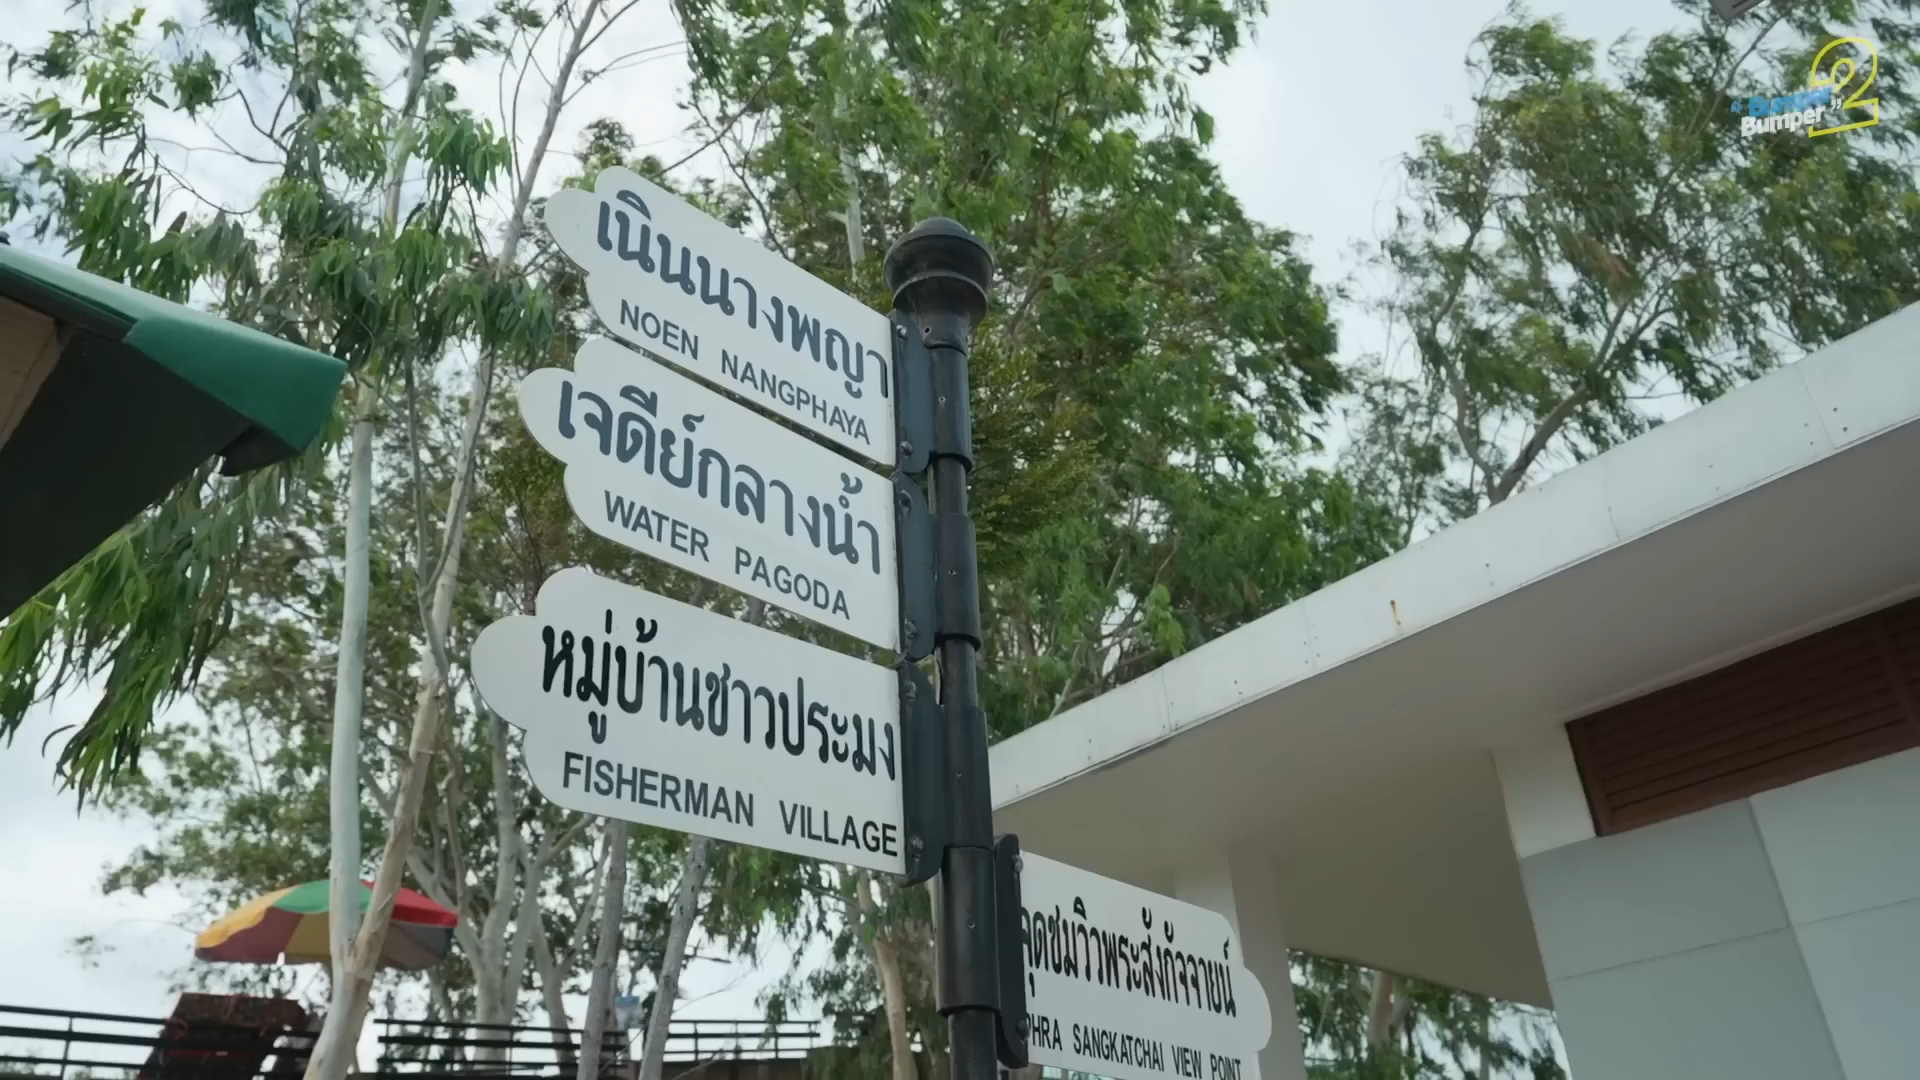 เนินนางพญา
NOEN NANGPHAYA
เจดีย์กลางน้ำ
WATER PAGODA
หมู่บ้านชาวประมง
FISHERMAN VILLAGE
จุดชมวิวพระสังกัจจายน์
PHRA SANGKATCHAI VIEW POINT
"Bumper
Bumper" 2